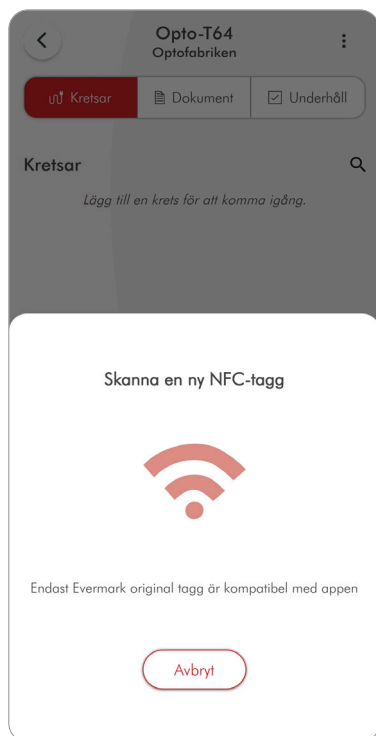 Opto-T64
Optofabriken
Kretsar
Dokument
Underhåll
Kretsar
Lägg till en krets för att komma igång.
Skanna en ny NFC-tagg
Endast Evermark original tagg är kompatibel med appen
Avbryt